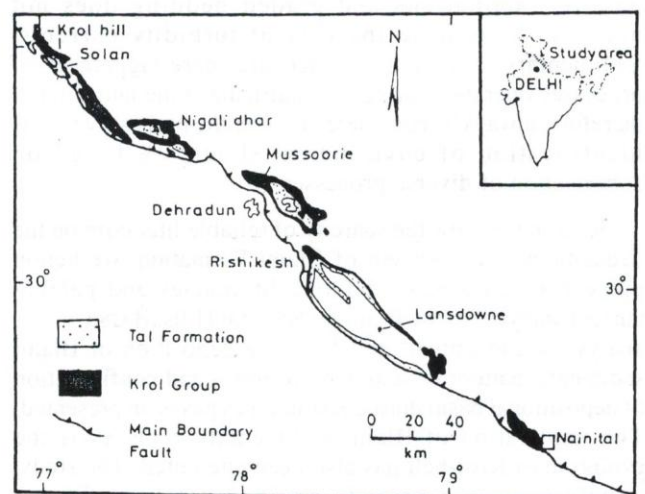 Krol hill
Solan
N
Study area
DELHI
Nigali dhar
Mussoorie
Dehradun
Rishikesh
30°
30°
Lansdowne
Tal Formation
Krol Group
Main Boundary
Fault
0 20 40
km
Nainital
77
78
79°